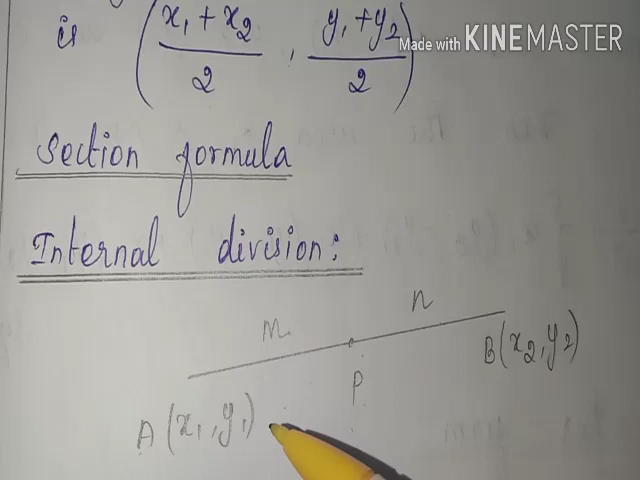 is ( x₁ + x₂ / 2 , y₁ + y₂ / 2 )
Made with KINEMASTER
Section formula
Internal division:
m n
A (x₁, y₁) P B (x₂, y₂)